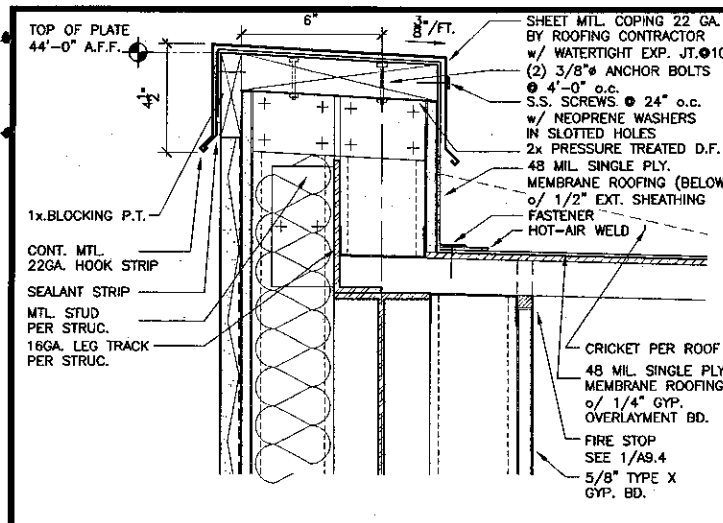 TOP OF PLATE
44'-0" A.F.F.
6"
3/8"/FT.
4 1/2"
SHEET MTL. COPING 22 GA.
BY ROOFING CONTRACTOR
w/ WATERTIGHT EXP. JT.@10
(2) 3/8"ø ANCHOR BOLTS
@ 4'-0" o.c.
S.S. SCREWS @ 24" o.c.
w/ NEOPRENE WASHERS
IN SLOTTED HOLES
2x PRESSURE TREATED D.F.
48 MIL. SINGLE PLY.
MEMBRANE ROOFING (BELOW
o/ 1/2" EXT. SHEATHING
FASTENER
HOT-AIR WELD
1x.BLOCKING P.T.
CONT. MTL.
22GA. HOOK STRIP
SEALANT STRIP
MTL. STUD
PER STRUC.
16GA. LEG TRACK
PER STRUC.
CRICKET PER ROOF
48 MIL. SINGLE PLY
MEMBRANE ROOFING
o/ 1/4" GYP.
OVERLAYMENT BD.
FIRE STOP
SEE 1/A9.4
5/8" TYPE X
GYP. BD.